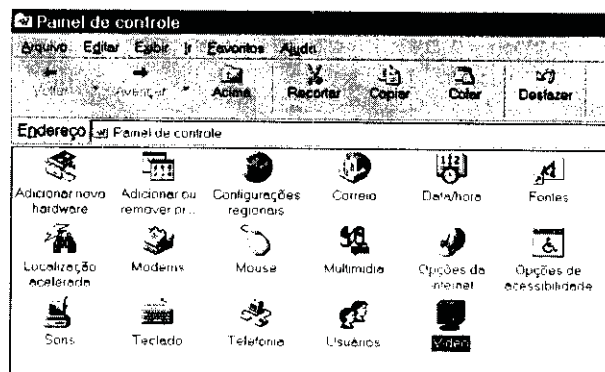 Painel de controle
Arquivo Editar Exibir Ir Favoritos Ajuda
Voltar Avançar Acima Recortar Copiar Colar Desfazer
Endereço Painel de controle
Adicionar novo hardware
Adicionar ou remover pr...
Configurações regionais
Correio
Data/hora
Fontes
Localização acelerada
Modems
Mouse
Multimídia
Opções da internet
Opções de acessibilidade
Sons
Teclado
Telefonia
Usuários
Vídeo